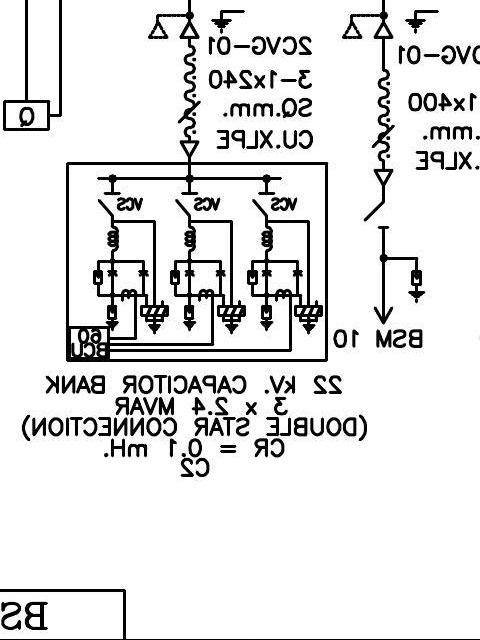 2CVG-01
3-1x240
SQ.mm.
CU.XLPE
VG-01
1x400
.mm.
.XLPE
Q
VCS
VCS
VCS
60
BCU
BSM 10
22 kV. CAPACITOR BANK
3 x 2.4 MVAR
(DOUBLE STAR CONNECTION)
CR = 0.1 mH.
C2
BS